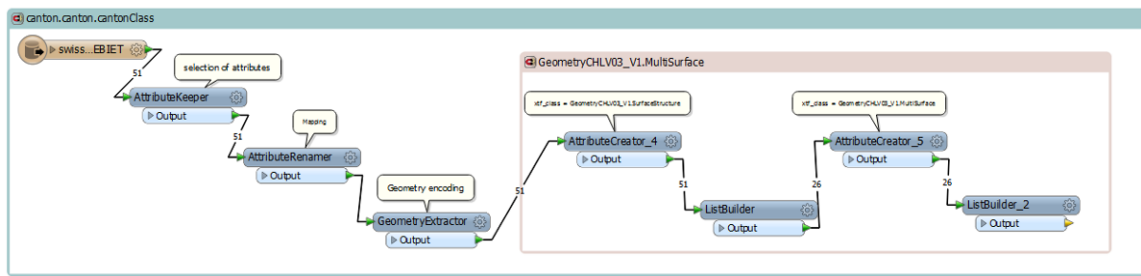 canton.canton.cantonClass
swiss...EBIET
51
selection of attributes
AttributeKeeper
Output
51
Mapping
AttributeRenamer
Output
Geometry encoding
GeometryExtractor
Output
51
GeometryCHLV03_V1.MultiSurface
xtf_class = GeometryCHLV03_V1.SurfaceStructure
AttributeCreator_4
Output
51
ListBuilder
Output
26
xtf_class = GeometryCHLV03_V1.MultiSurface
AttributeCreator_5
Output
26
ListBuilder_2
Output